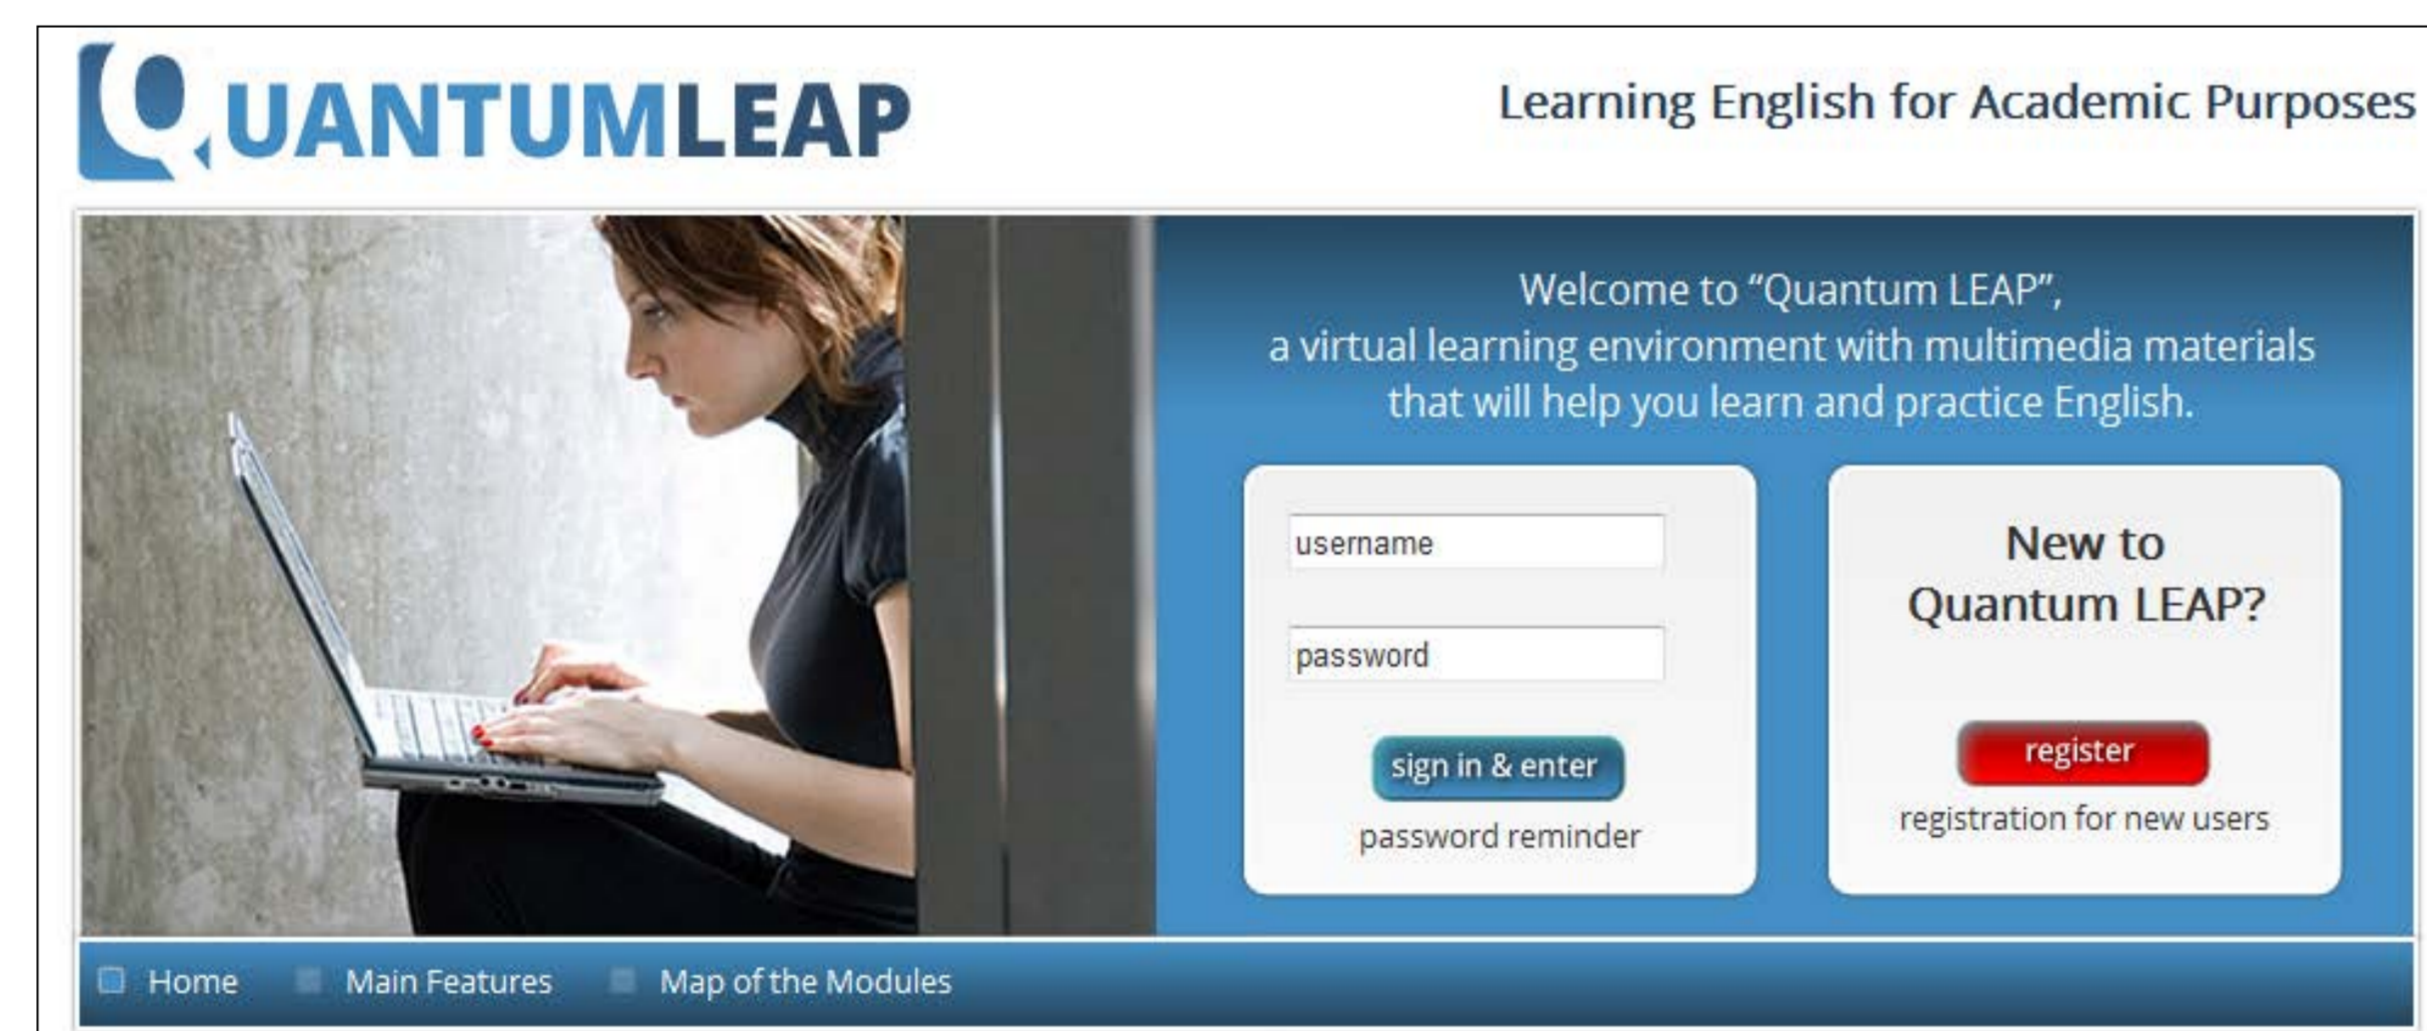 QUANTUMLEAP
Learning English for Academic Purposes
Welcome to “Quantum LEAP”,
a virtual learning environment with multimedia materials
that will help you learn and practice English.
username
password
sign in & enter
password reminder
New to
Quantum LEAP?
register
registration for new users
Home
Main Features
Map of the Modules